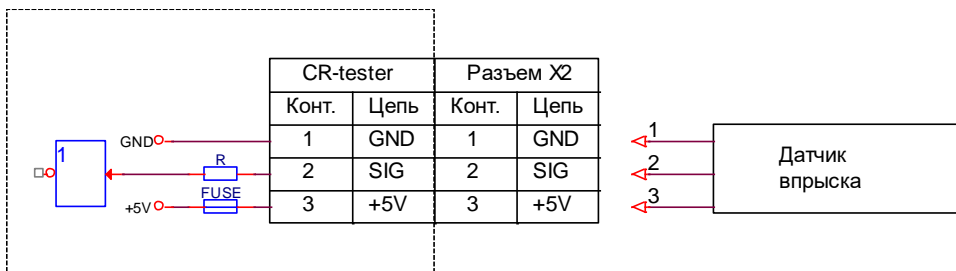 CR-tester Разъем X2
Конт. Цепь Конт. Цепь
GND 1 GND 1 GND 1
1 R 2 SIG 2 SIG 2
FUSE
+5V 3 +5V 3 +5V 3
Датчик
впрыска